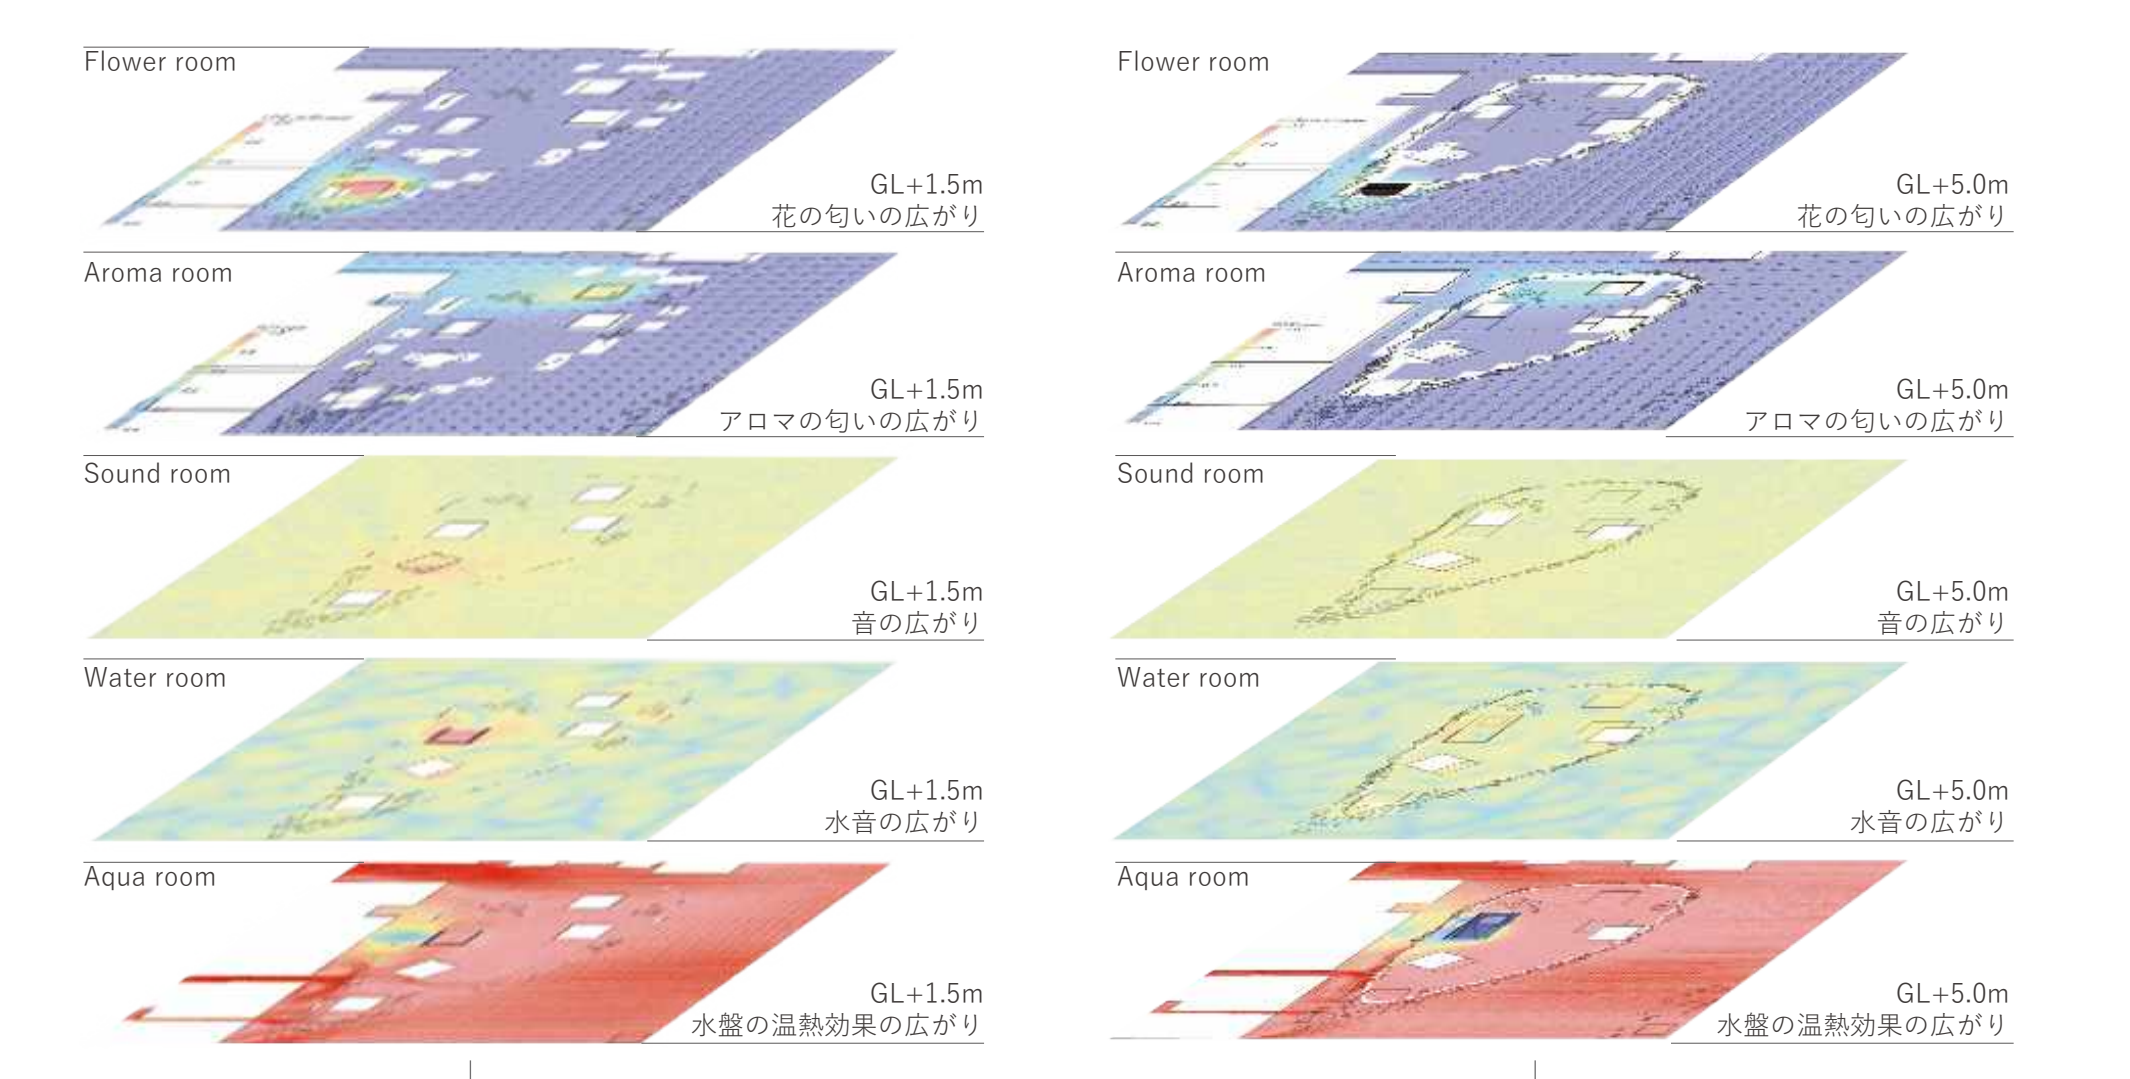 Flower room
GL+1.5m
花の匂いの広がり
Aroma room
GL+1.5m
アロマの匂いの広がり
Sound room
GL+1.5m
音の広がり
Water room
GL+1.5m
水音の広がり
Aqua room
GL+1.5m
水盤の温熱効果の広がり
Flower room
GL+5.0m
花の匂いの広がり
Aroma room
GL+5.0m
アロマの匂いの広がり
Sound room
GL+5.0m
音の広がり
Water room
GL+5.0m
水音の広がり
Aqua room
GL+5.0m
水盤の温熱効果の広がり